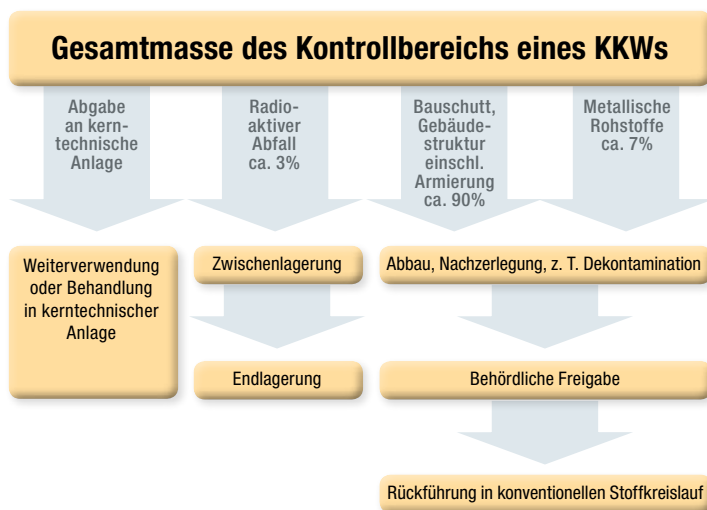 Gesamtmasse des Kontrollbereichs eines KKWs
Abgabe
an kern-
technische
Anlage
Radio-
aktiver
Abfall
ca. 3%
Bauschutt,
Gebäude-
struktur
einschl.
Armierung
ca. 90%
Metallische
Rohstoffe
ca. 7%
Weiterverwendung
oder Behandlung
in kerntechnischer
Anlage
Zwischenlagerung
Abbau, Nachzerlegung, z. T. Dekontamination
Endlagerung
Behördliche Freigabe
Rückführung in konventionellen Stoffkreislauf